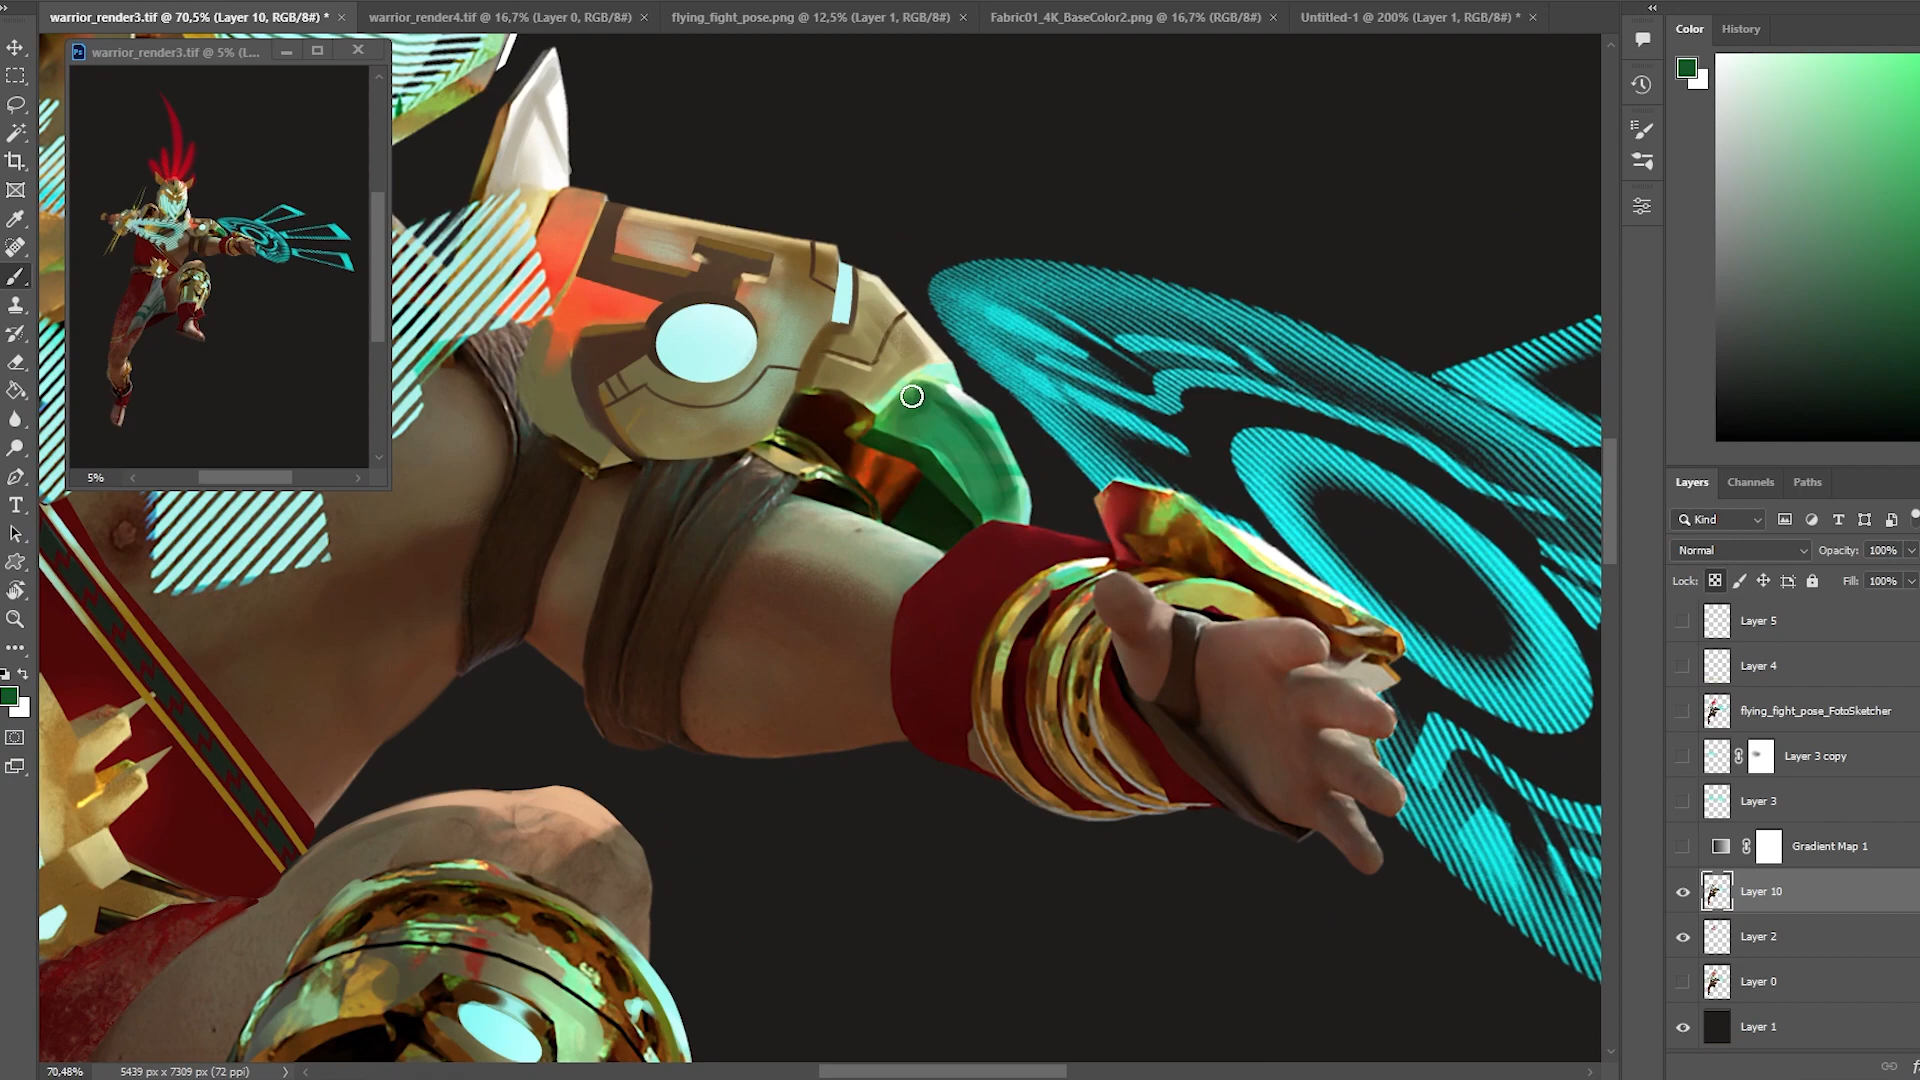 warrior_render3.tif @ 70,5% (Layer 10, RGB/8#) *
warrior_render4.tif @ 16,7% (Layer 0, RGB/8#)
flying_fight_pose.png @ 12,5% (Layer 1, RGB/8#)
Fabric01_4K_BaseColor2.png @ 16,7% (RGB/8#)
Untitled-1 @ 200% (Layer 1, RGB/8#) *
Color
History
Ps
warrior_render3.tif @ 5% (L...
5%
Layers
Channels
Paths
Kind
Normal
Opacity: 100%
Lock:
Fill: 100%
Layer 5
Layer 4
flying_fight_pose_FotoSketcher
Layer 3 copy
Layer 3
Gradient Map 1
Layer 10
Layer 2
Layer 0
Layer 1
70,48%
5439 px x 7309 px (72 ppi)